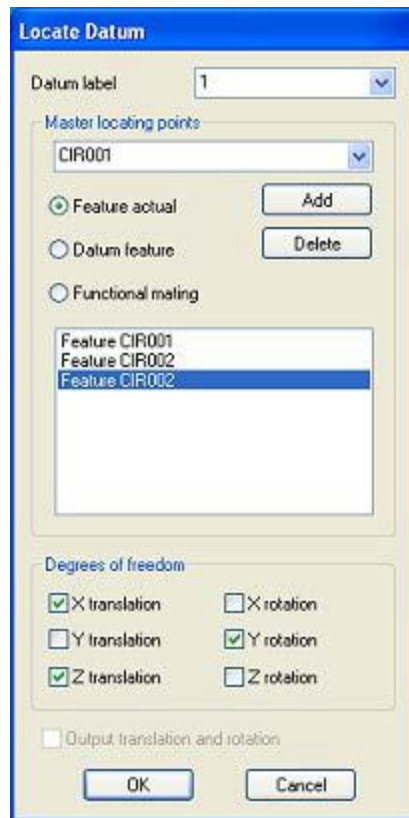 Locate Datum
Datum label 1
Master locating points
CIR001
Feature actual Add
Datum feature Delete
Functional mating
Feature CIR001
Feature CIR002
Feature CIR002
Degrees of freedom
X translation X rotation
Y translation Y rotation
Z translation Z rotation
Output translation and rotation
OK Cancel